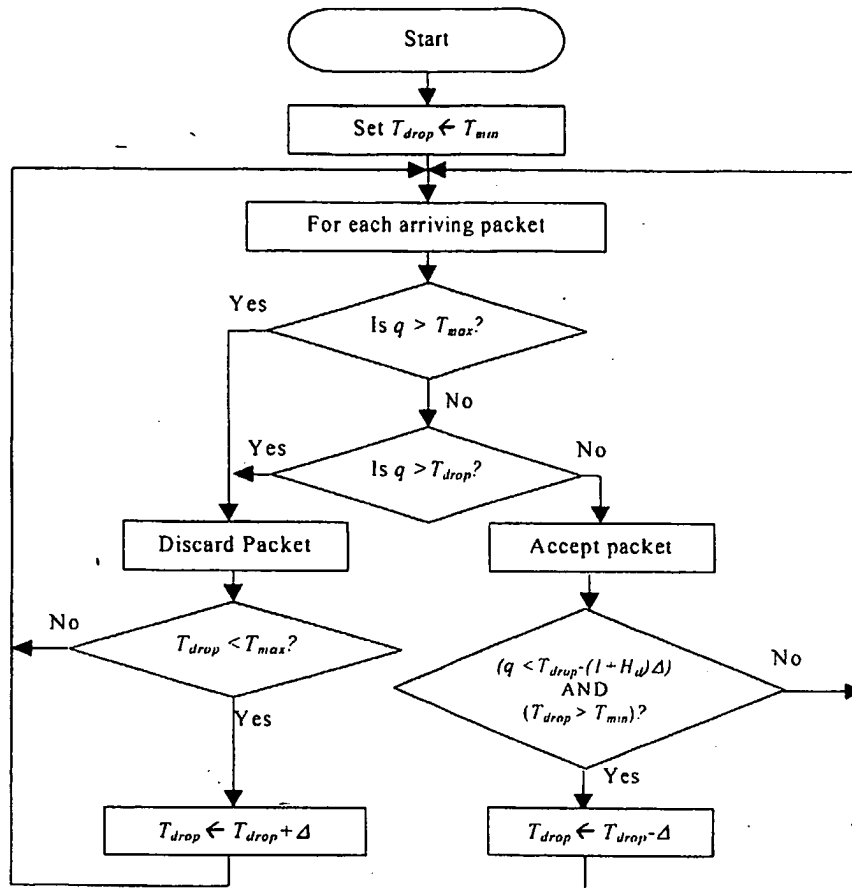 Start
Set T_drop ← T_min
For each arriving packet
Yes
Is q > T_max?
No
Yes
Is q > T_drop?
No
Discard Packet
Accept packet
No
T_drop < T_max?
(q < T_drop-(1+H_d)Δ)
AND
(T_drop > T_min)?
No
Yes
Yes
T_drop ← T_drop+Δ
T_drop ← T_drop-Δ